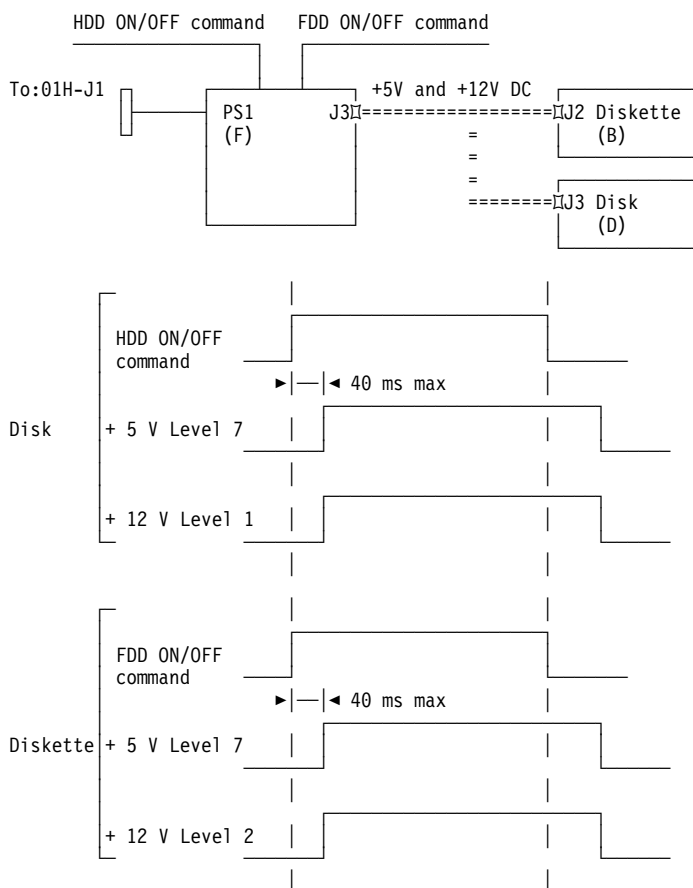 HDD ON/OFF command FDD ON/OFF command
To:01H-J1 +5V and +12V DC
PS1 J3 J2 Diskette
(F) (B)
J3 Disk
(D)
HDD ON/OFF
command
40 ms max
Disk + 5 V Level 7
+ 12 V Level 1
FDD ON/OFF
command
40 ms max
Diskette + 5 V Level 7
+ 12 V Level 2